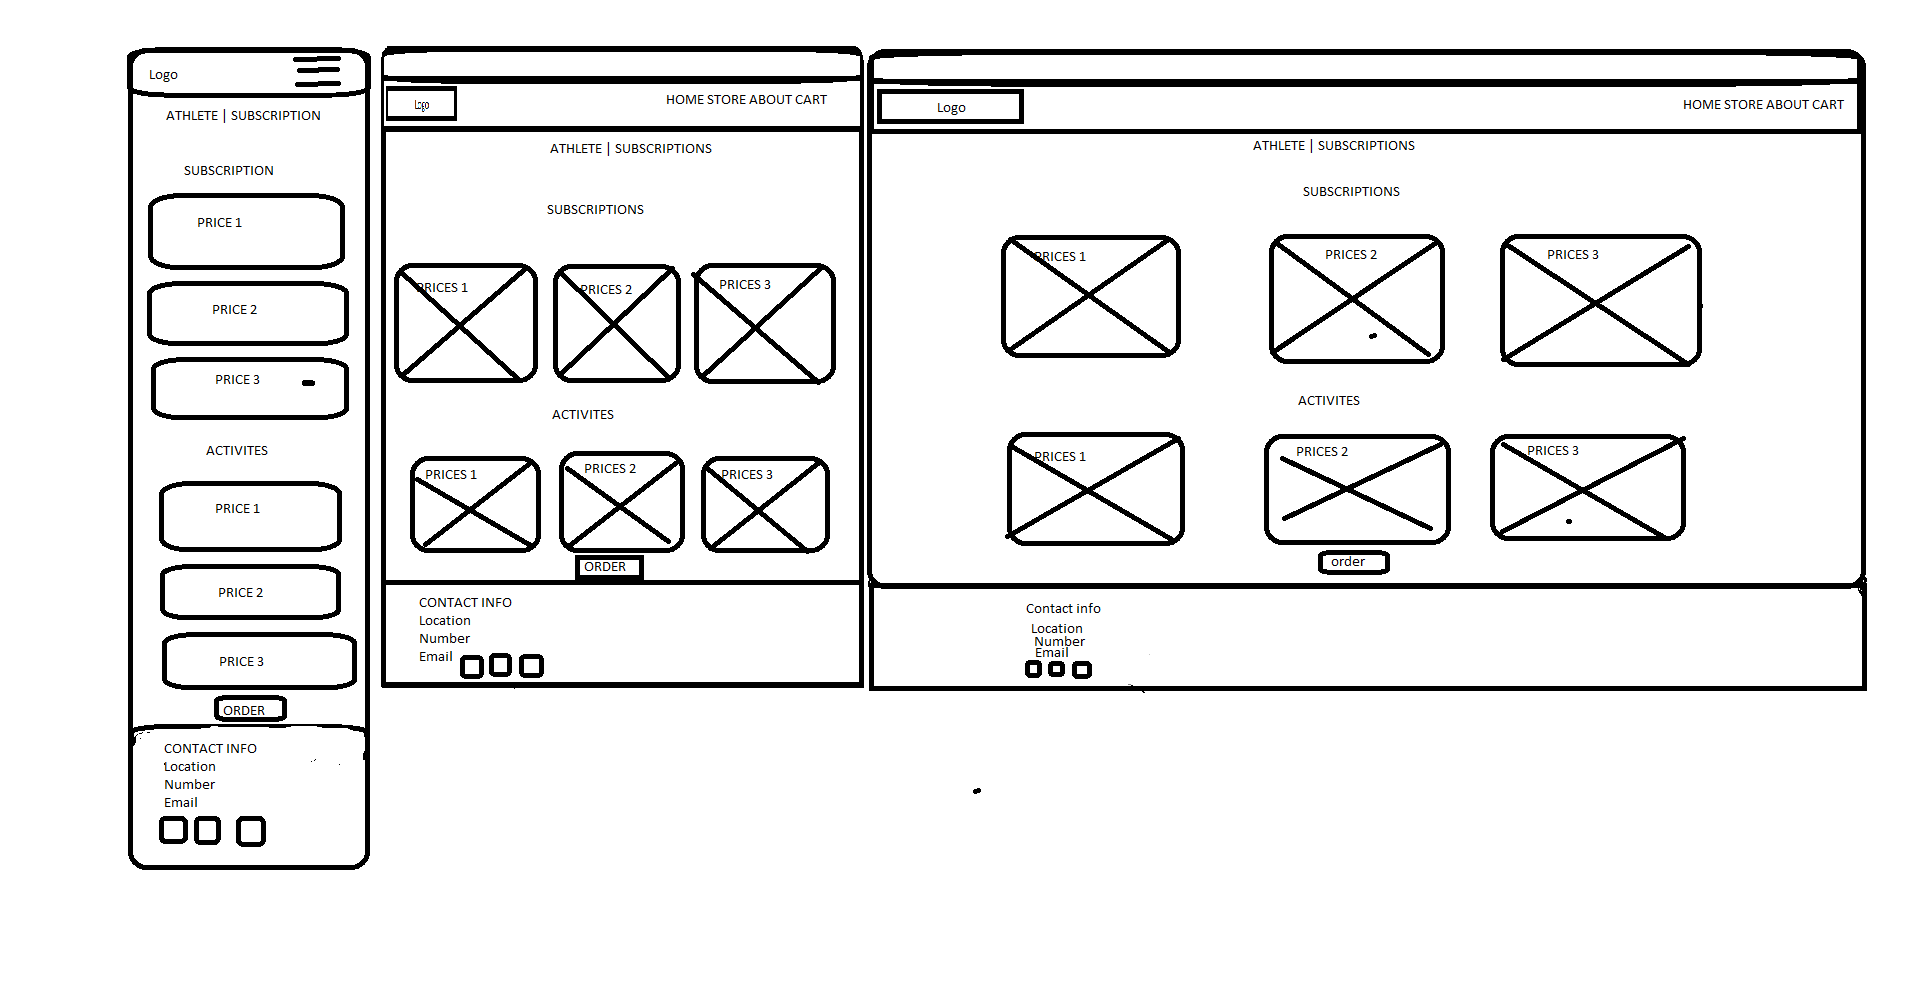 Logo
ATHLETE | SUBSCRIPTION
SUBSCRIPTION
PRICE 1
PRICE 2
PRICE 3
ACTIVITES
PRICE 1
PRICE 2
PRICE 3
ORDER
CONTACT INFO
Location
Number
Email
Logo
HOME STORE ABOUT CART
ATHLETE | SUBSCRIPTIONS
SUBSCRIPTIONS
PRICES 1
PRICES 2
PRICES 3
ACTIVITES
PRICES 1
PRICES 2
PRICES 3
ORDER
CONTACT INFO
Location
Number
Email
Logo
HOME STORE ABOUT CART
ATHLETE | SUBSCRIPTIONS
SUBSCRIPTIONS
PRICES 1
PRICES 2
PRICES 3
ACTIVITES
PRICES 1
PRICES 2
PRICES 3
order
Contact info
Location
Number
Email